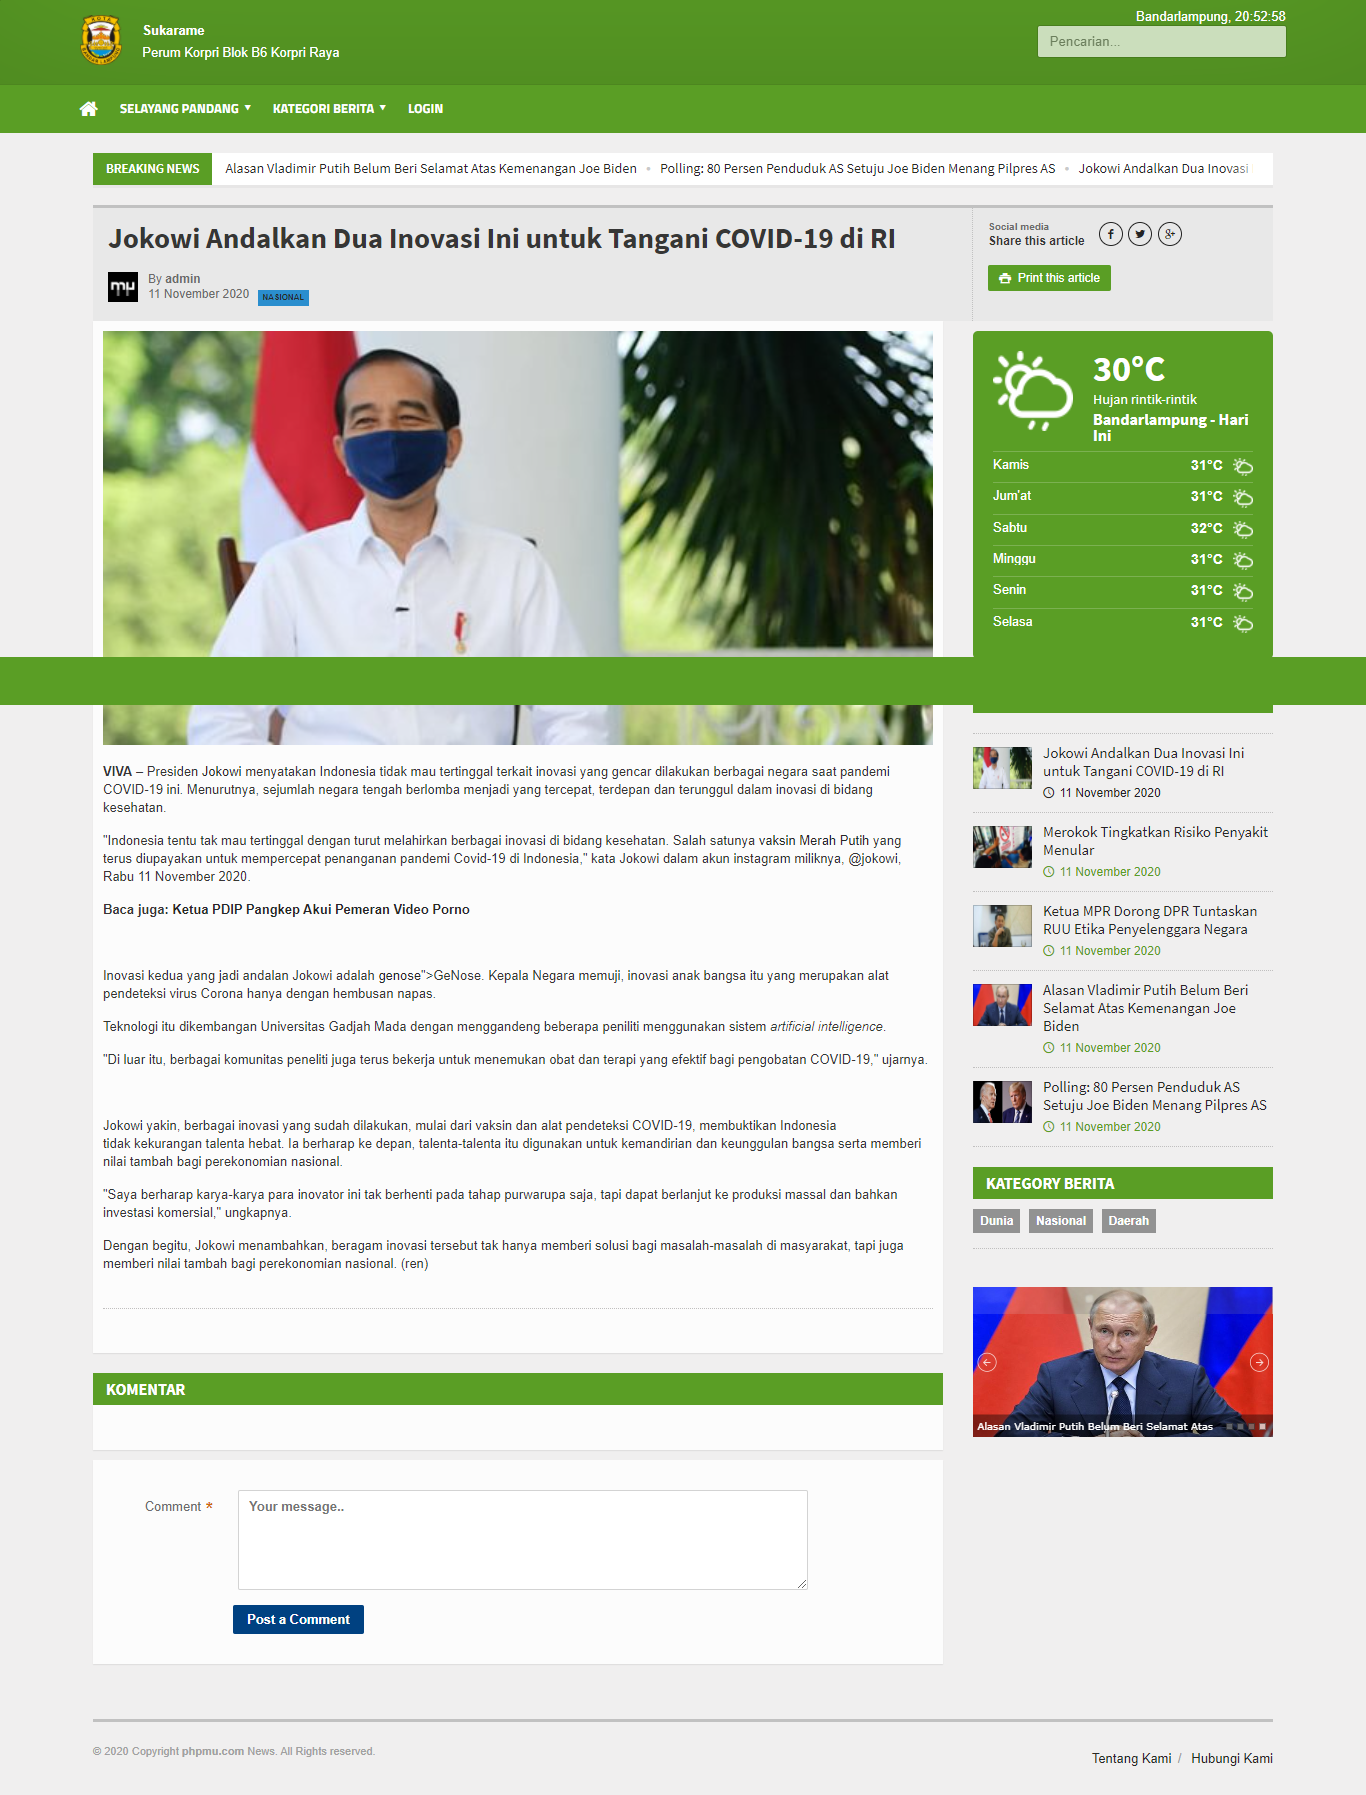 Sukarame
Perum Korpri Blok B6 Korpri Raya
Bandarlampung, 20:52:58
Pencarian...
SELAYANG PANDANG
KATEGORI BERITA
LOGIN
BREAKING NEWS
Alasan Vladimir Putih Belum Beri Selamat Atas Kemenangan Joe Biden • Polling: 80 Persen Penduduk AS Setuju Joe Biden Menang Pilpres AS • Jokowi Andalkan Dua Inovasi
Jokowi Andalkan Dua Inovasi Ini untuk Tangani COVID-19 di RI
By admin
11 November 2020 NASIONAL
Social media
Share this article
Print this article
30°C
Hujan rintik-rintik
Bandarlampung - Hari
Ini
Kamis 31°C
Jum'at 31°C
Sabtu 32°C
Minggu 31°C
Senin 31°C
Selasa 31°C
VIVA – Presiden Jokowi menyatakan Indonesia tidak mau tertinggal terkait inovasi yang gencar dilakukan berbagai negara saat pandemi
COVID-19 ini. Menurutnya, sejumlah negara tengah berlomba menjadi yang tercepat, terdepan dan terunggul dalam inovasi di bidang
kesehatan.
"Indonesia tentu tak mau tertinggal dengan turut melahirkan berbagai inovasi di bidang kesehatan. Salah satunya vaksin Merah Putih yang
terus diupayakan untuk mempercepat penanganan pandemi Covid-19 di Indonesia," kata Jokowi dalam akun instagram miliknya, @jokowi,
Rabu 11 November 2020.
Baca juga: Ketua PDIP Pangkep Akui Pemeran Video Porno
Inovasi kedua yang jadi andalan Jokowi adalah genose">GeNose. Kepala Negara memuji, inovasi anak bangsa itu yang merupakan alat
pendeteksi virus Corona hanya dengan hembusan napas.
Teknologi itu dikembangan Universitas Gadjah Mada dengan menggandeng beberapa peniliti menggunakan sistem artificial intelligence.
"Di luar itu, berbagai komunitas peneliti juga terus bekerja untuk menemukan obat dan terapi yang efektif bagi pengobatan COVID-19," ujarnya.
Jokowi yakin, berbagai inovasi yang sudah dilakukan, mulai dari vaksin dan alat pendeteksi COVID-19, membuktikan Indonesia
tidak kekurangan talenta hebat. Ia berharap ke depan, talenta-talenta itu digunakan untuk kemandirian dan keunggulan bangsa serta memberi
nilai tambah bagi perekonomian nasional.
"Saya berharap karya-karya para inovator ini tak berhenti pada tahap purwarupa saja, tapi dapat berlanjut ke produksi massal dan bahkan
investasi komersial," ungkapnya.
Dengan begitu, Jokowi menambahkan, beragam inovasi tersebut tak hanya memberi solusi bagi masalah-masalah di masyarakat, tapi juga
memberi nilai tambah bagi perekonomian nasional. (ren)
Jokowi Andalkan Dua Inovasi Ini
untuk Tangani COVID-19 di RI
11 November 2020
Merokok Tingkatkan Risiko Penyakit
Menular
11 November 2020
Ketua MPR Dorong DPR Tuntaskan
RUU Etika Penyelenggara Negara
11 November 2020
Alasan Vladimir Putih Belum Beri
Selamat Atas Kemenangan Joe
Biden
11 November 2020
Polling: 80 Persen Penduduk AS
Setuju Joe Biden Menang Pilpres AS
11 November 2020
KATEGORY BERITA
Dunia Nasional Daerah
Alasan Vladimir Putih Belum Beri Selamat Atas
KOMENTAR
Comment *
Your message..
Post a Comment
© 2020 Copyright phpmu.com News. All Rights reserved.
Tentang Kami / Hubungi Kami